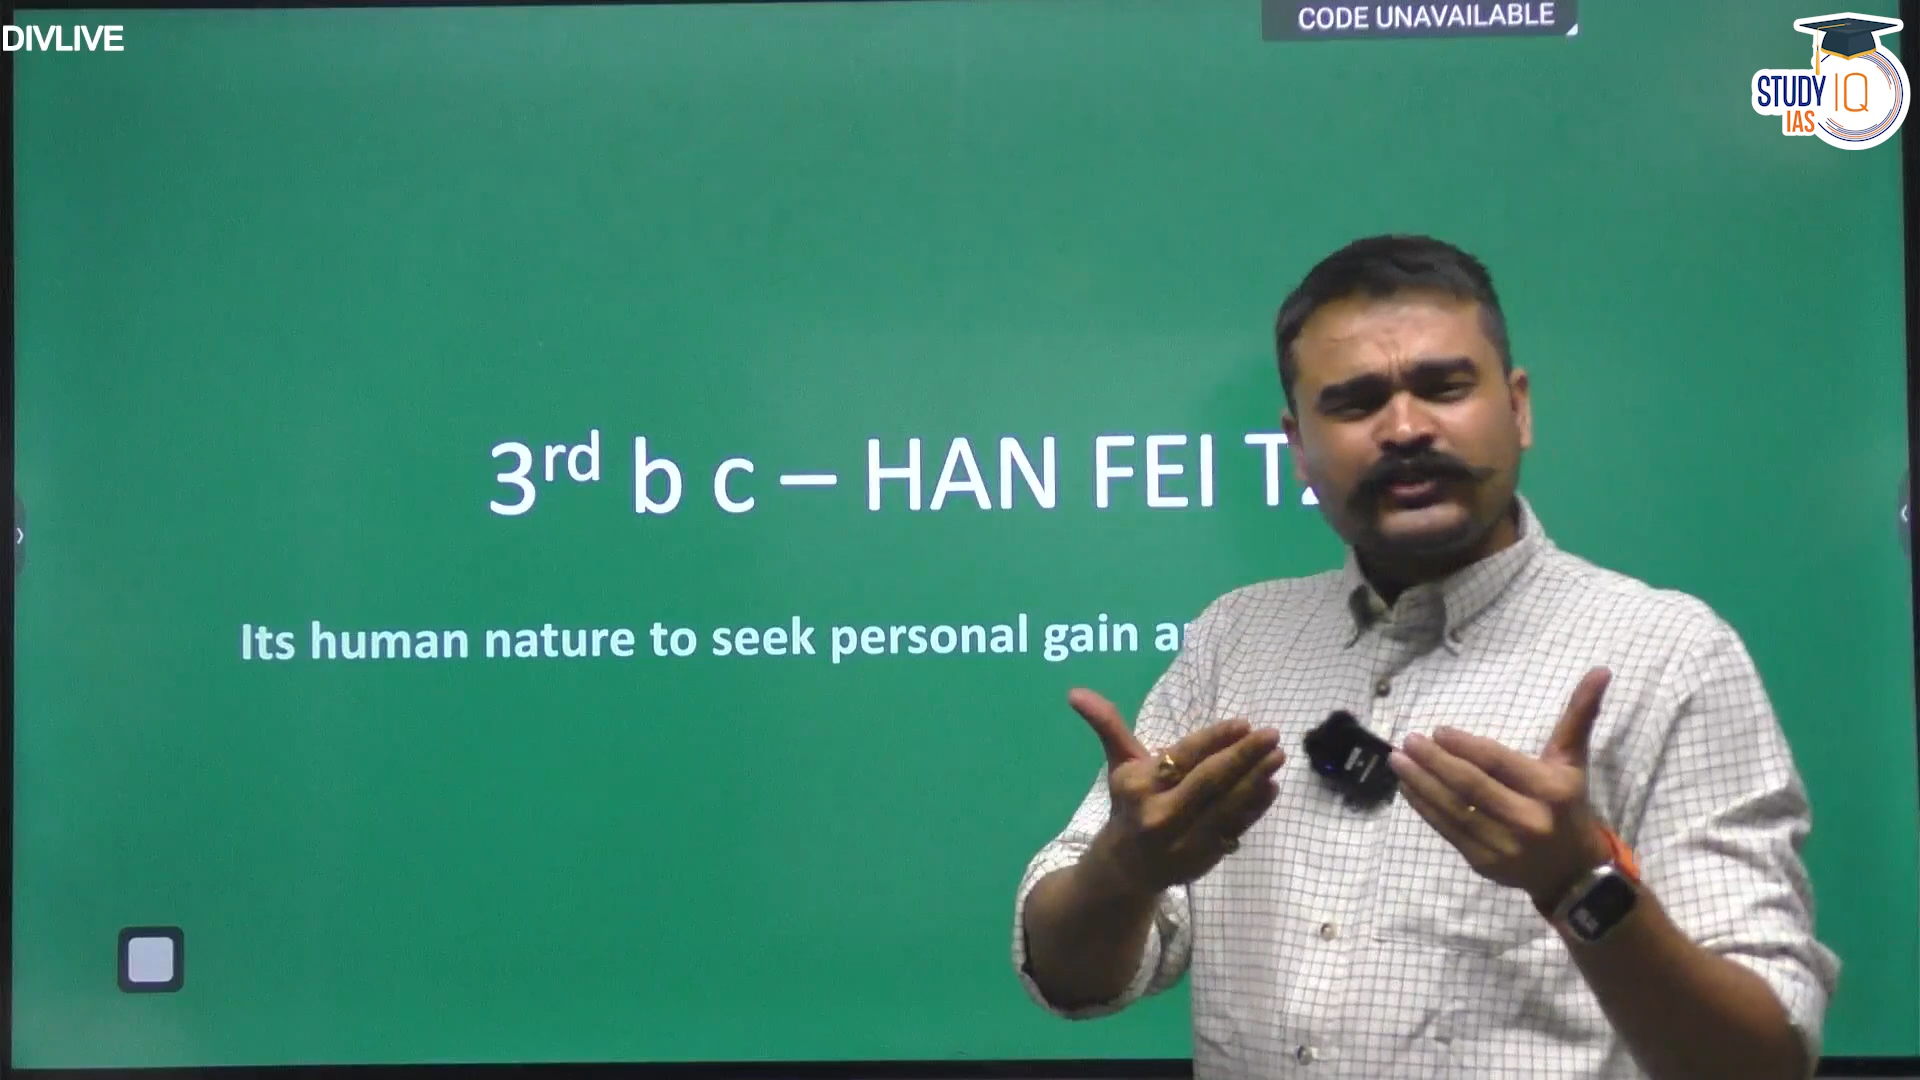 DIVLIVE
CODE UNAVAILABLE
STUDY IQ
IAS
3rd b c – HAN FEI
Its human nature to seek personal gain